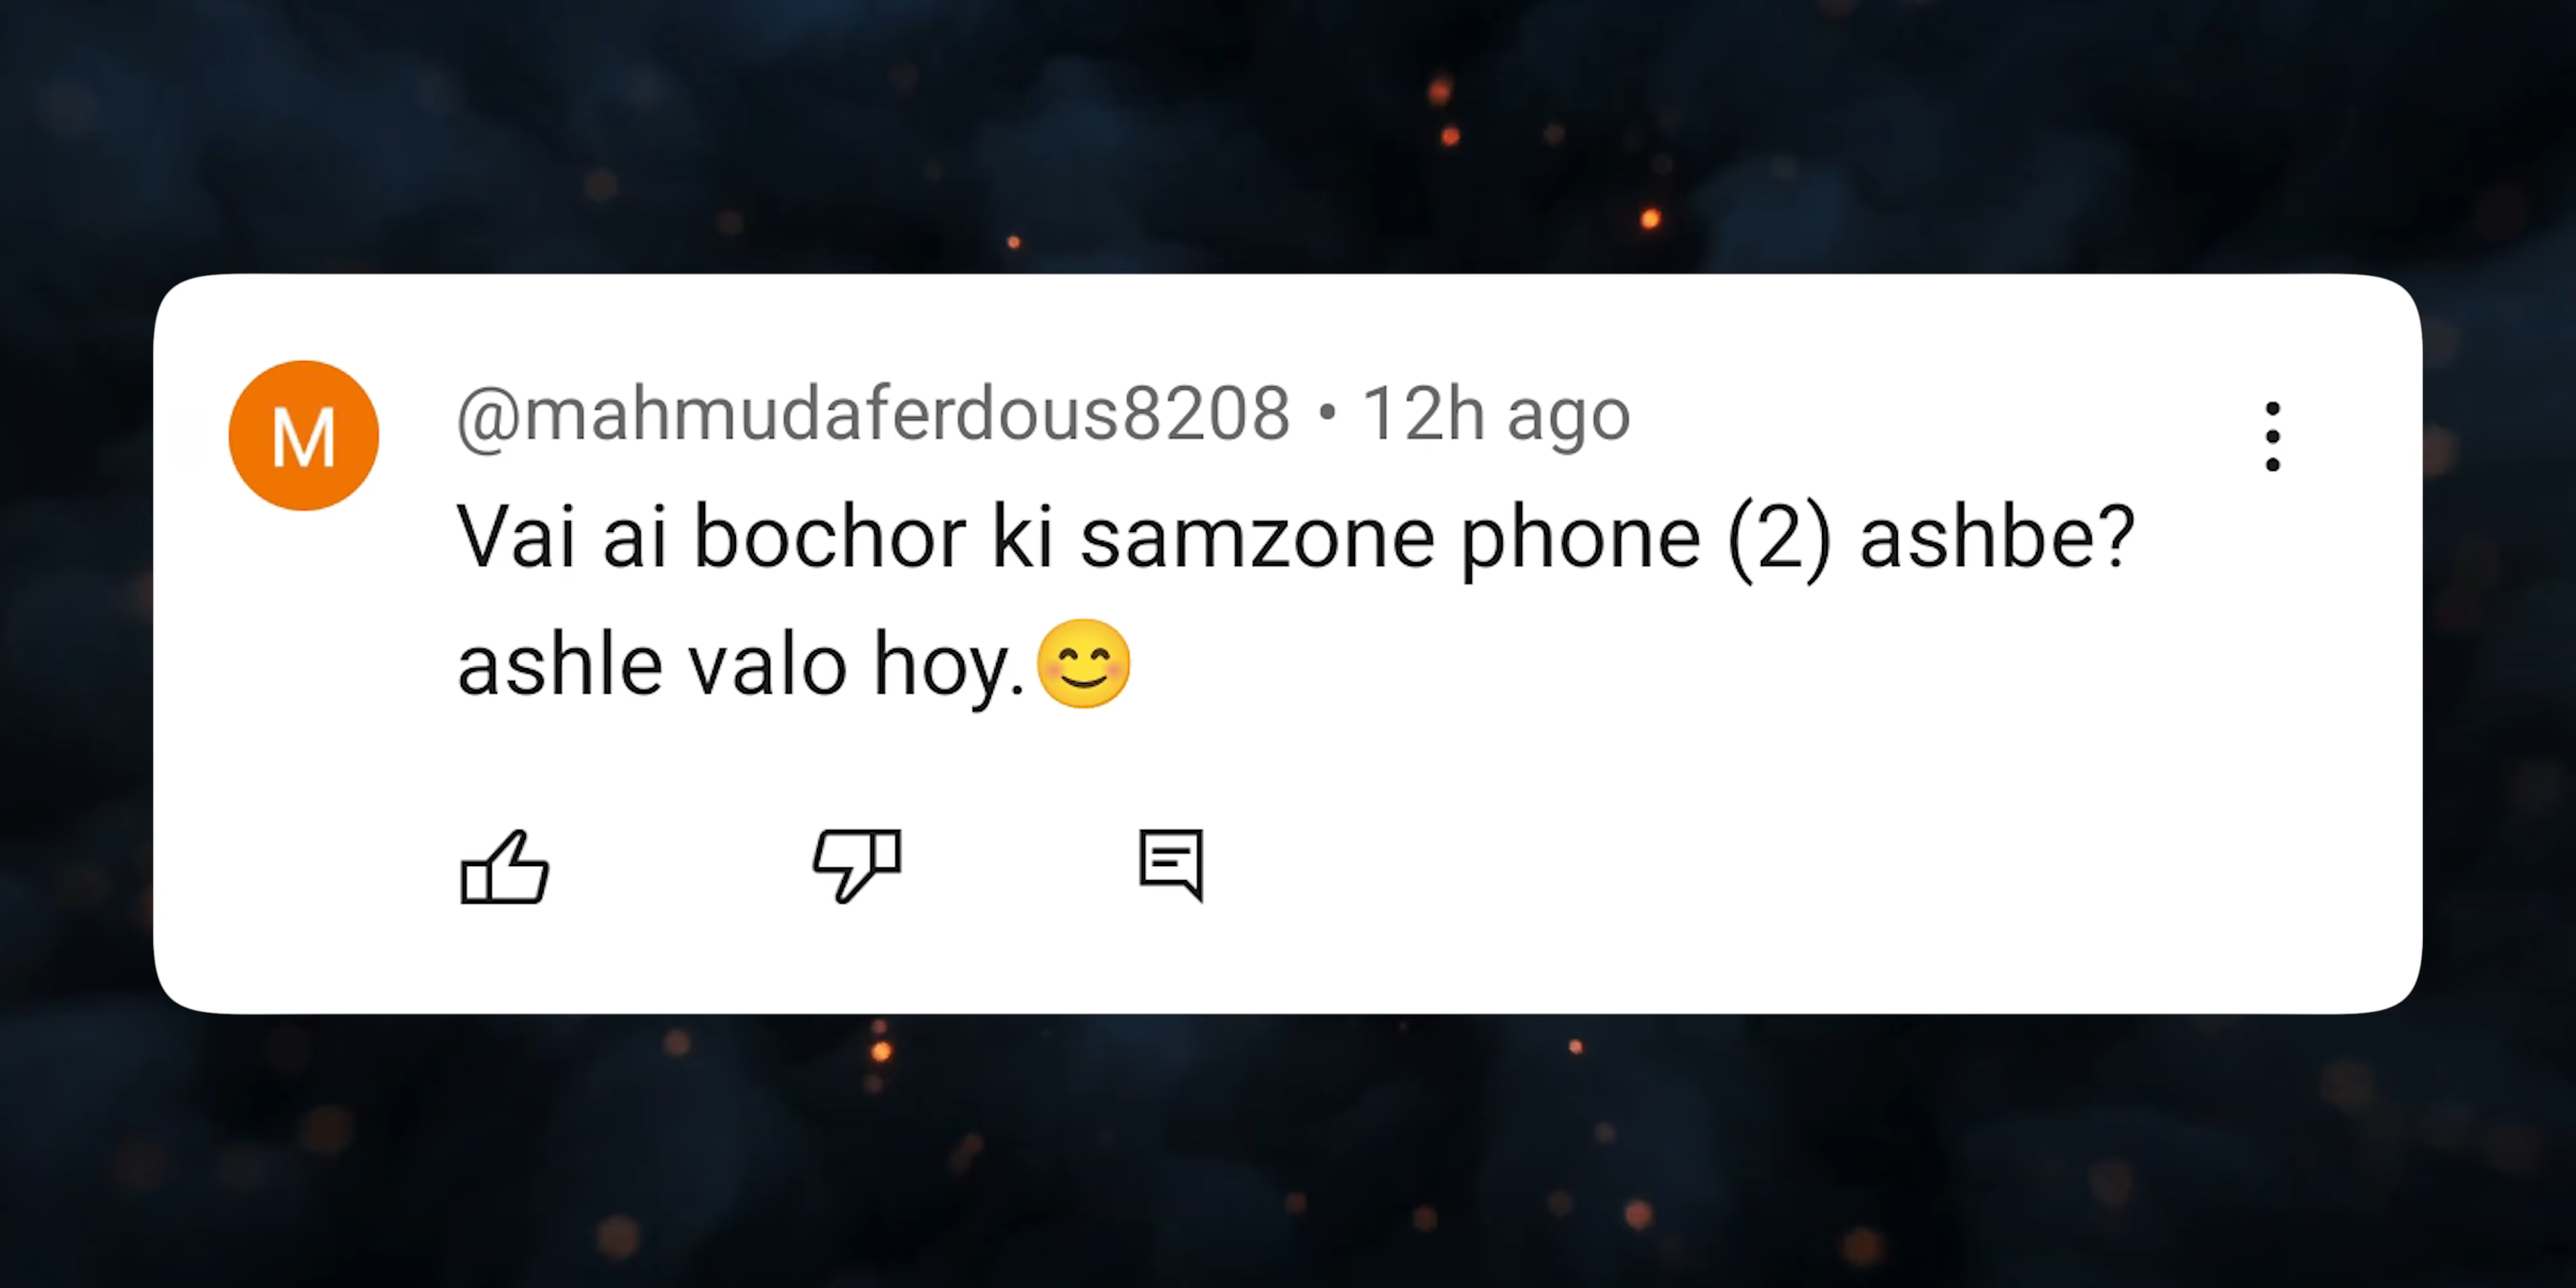 M
@mahmudaferdous8208 • 12h ago
Vai ai bochor ki samzone phone (2) ashbe?
ashle valo hoy.😊